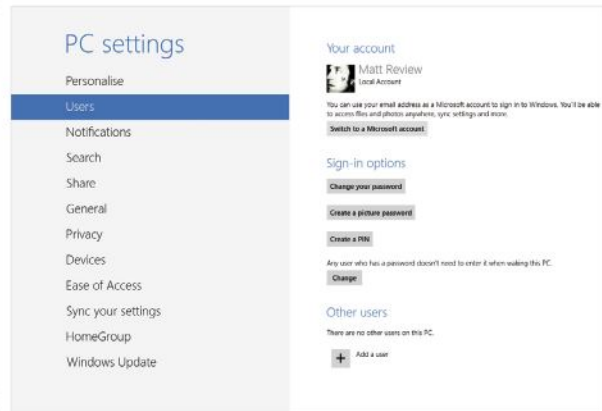 PC settings
Personalise
Users
Notifications
Search
Share
General
Privacy
Devices
Ease of Access
Sync your settings
HomeGroup
Windows Update
Your account
Matt Review
Local Account
You can use your email address as a Microsoft account to sign in to Windows. You'll be able
to access files and photos anywhere, sync settings and more.
Switch to a Microsoft account
Sign-in options
Change your password
Create a picture password
Create a PIN
Any user who has a password doesn't need to enter it when waking this PC.
Change
Other users
There are no other users on this PC.
Add a user